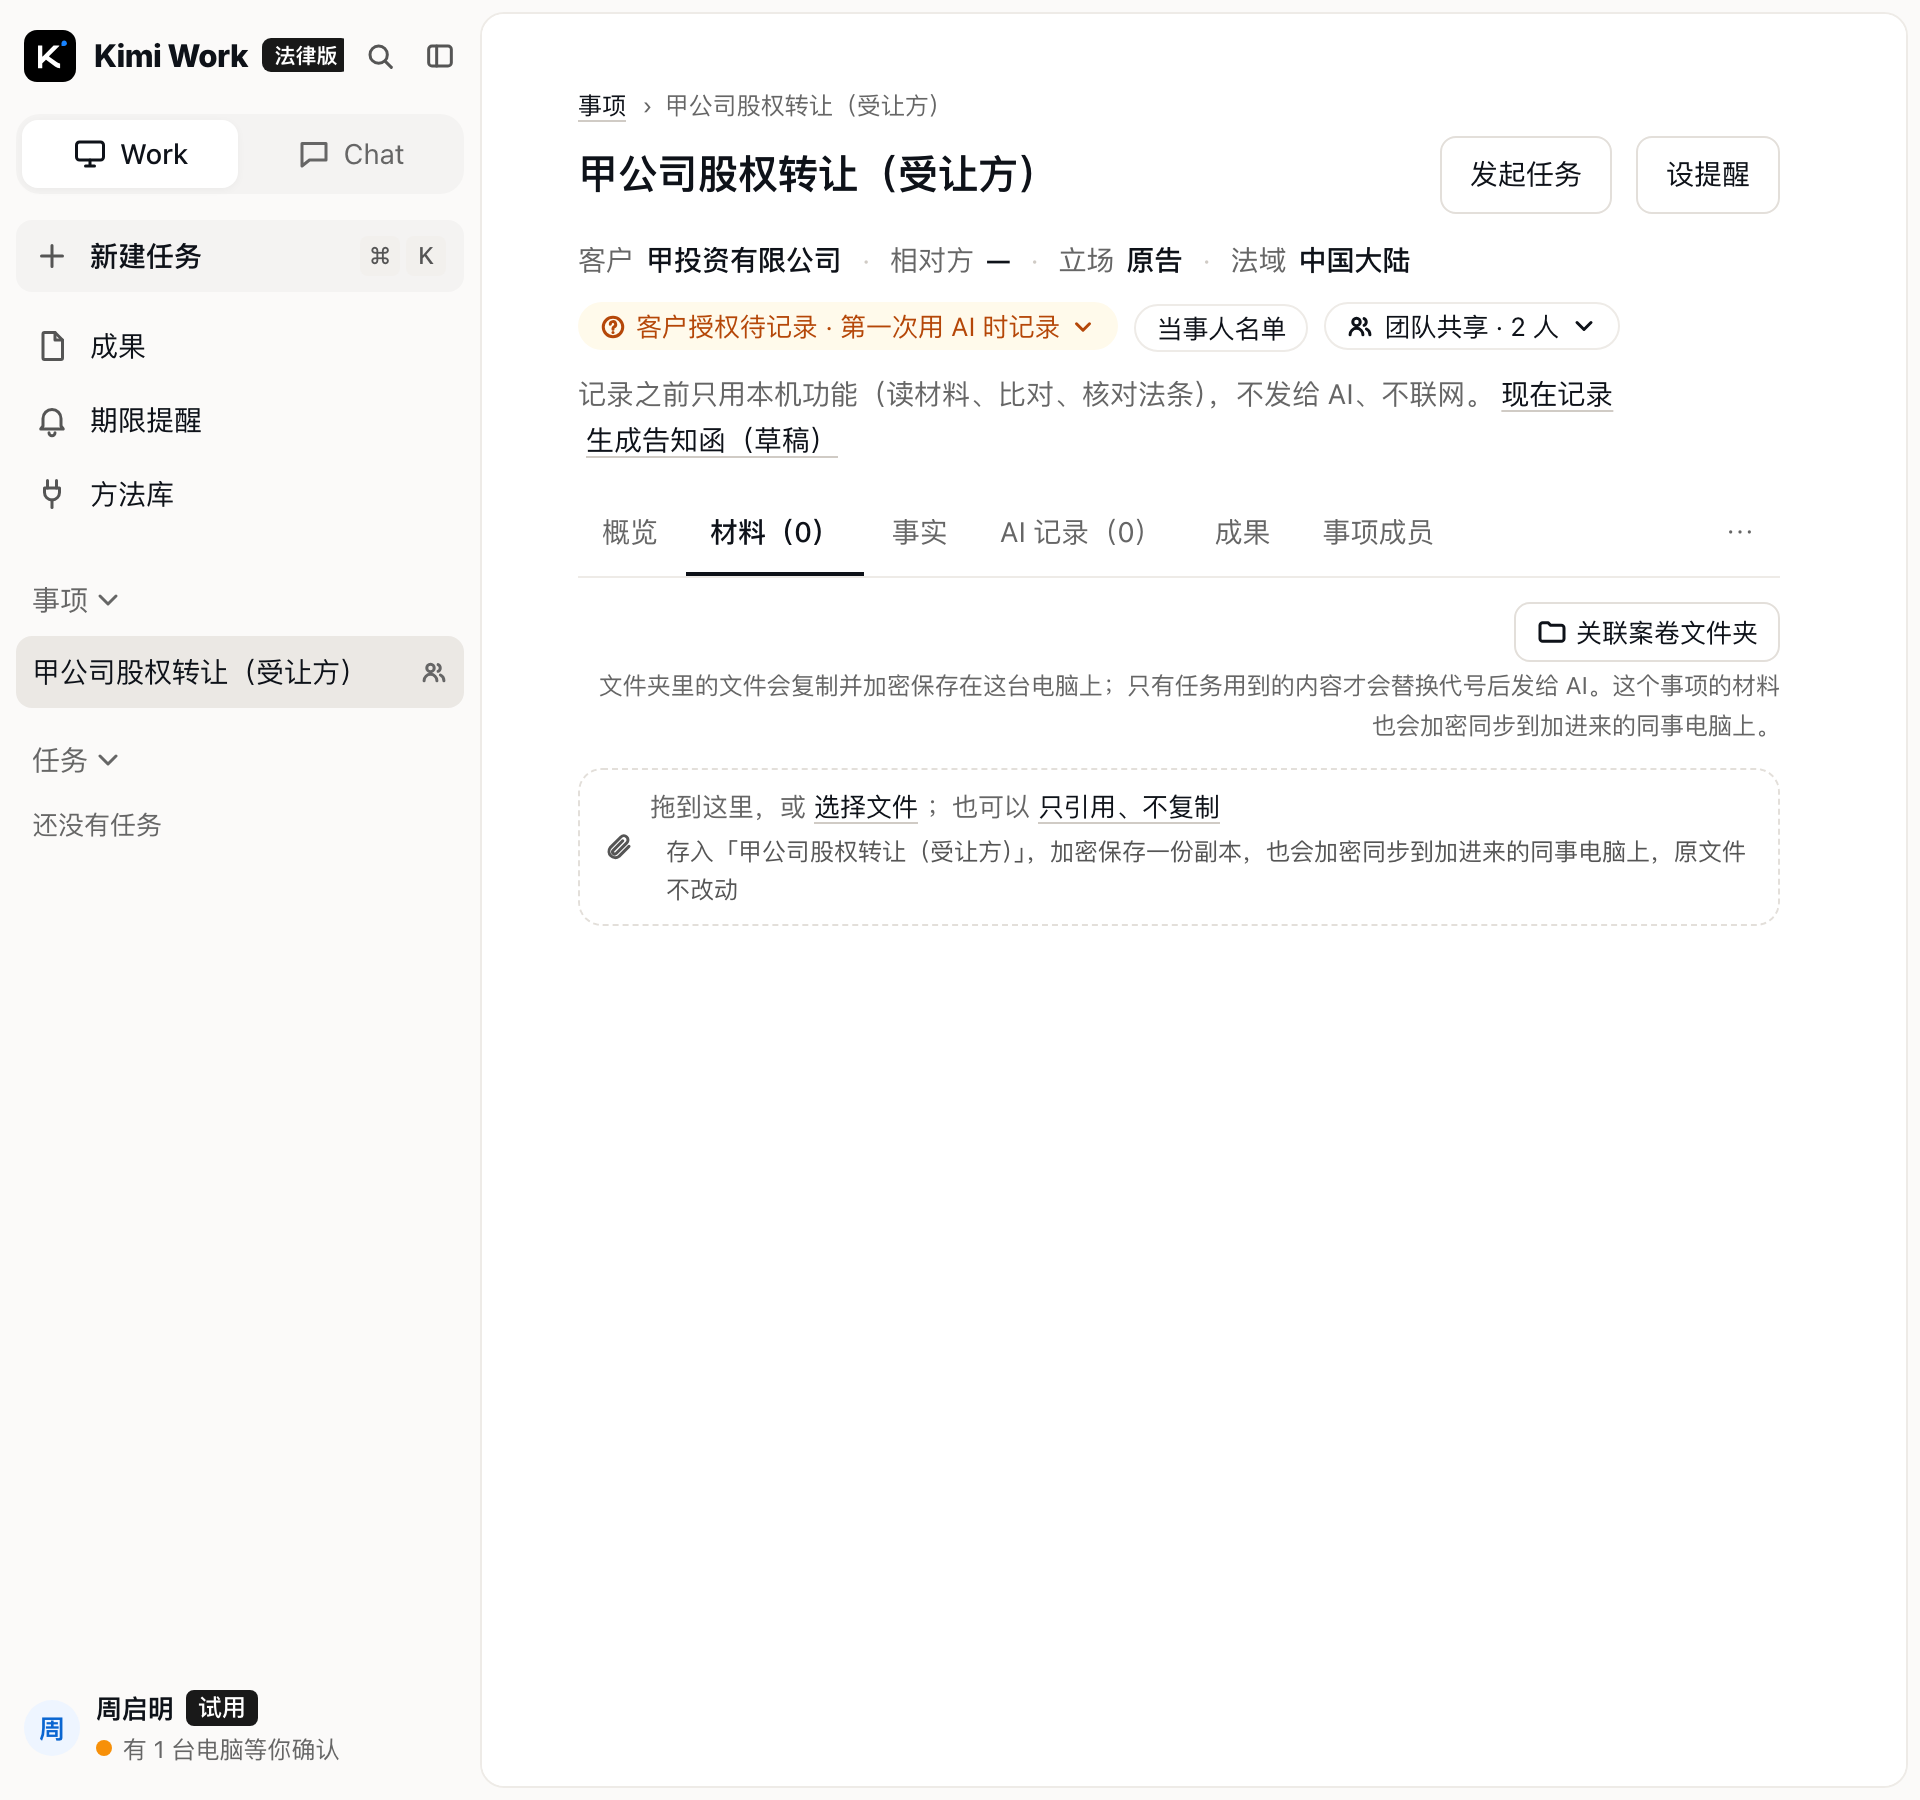 Kimi Work 法律版
Work
Chat
新建任务 ⌘ K
成果
期限提醒
方法库
事项
甲公司股权转让（受让方）
任务
还没有任务
周
周启明 试用
有 1 台电脑等你确认
事项 › 甲公司股权转让（受让方）
甲公司股权转让（受让方）
发起任务
设提醒
客户 甲投资有限公司 · 相对方 — · 立场 原告 · 法域 中国大陆
客户授权待记录 · 第一次用 AI 时记录
当事人名单
团队共享 · 2 人
记录之前只用本机功能（读材料、比对、核对法条），不发给 AI、不联网。 现在记录
生成告知函（草稿）
概览 材料（0） 事实 AI 记录（0） 成果 事项成员 ···
关联案卷文件夹
文件夹里的文件会复制并加密保存在这台电脑上；只有任务用到的内容才会替换代号后发给 AI。这个事项的材料
也会加密同步到加进来的同事电脑上。
拖到这里，或 选择文件 ；也可以 只引用、不复制
存入「甲公司股权转让（受让方）」，加密保存一份副本，也会加密同步到加进来的同事电脑上，原文件
不改动